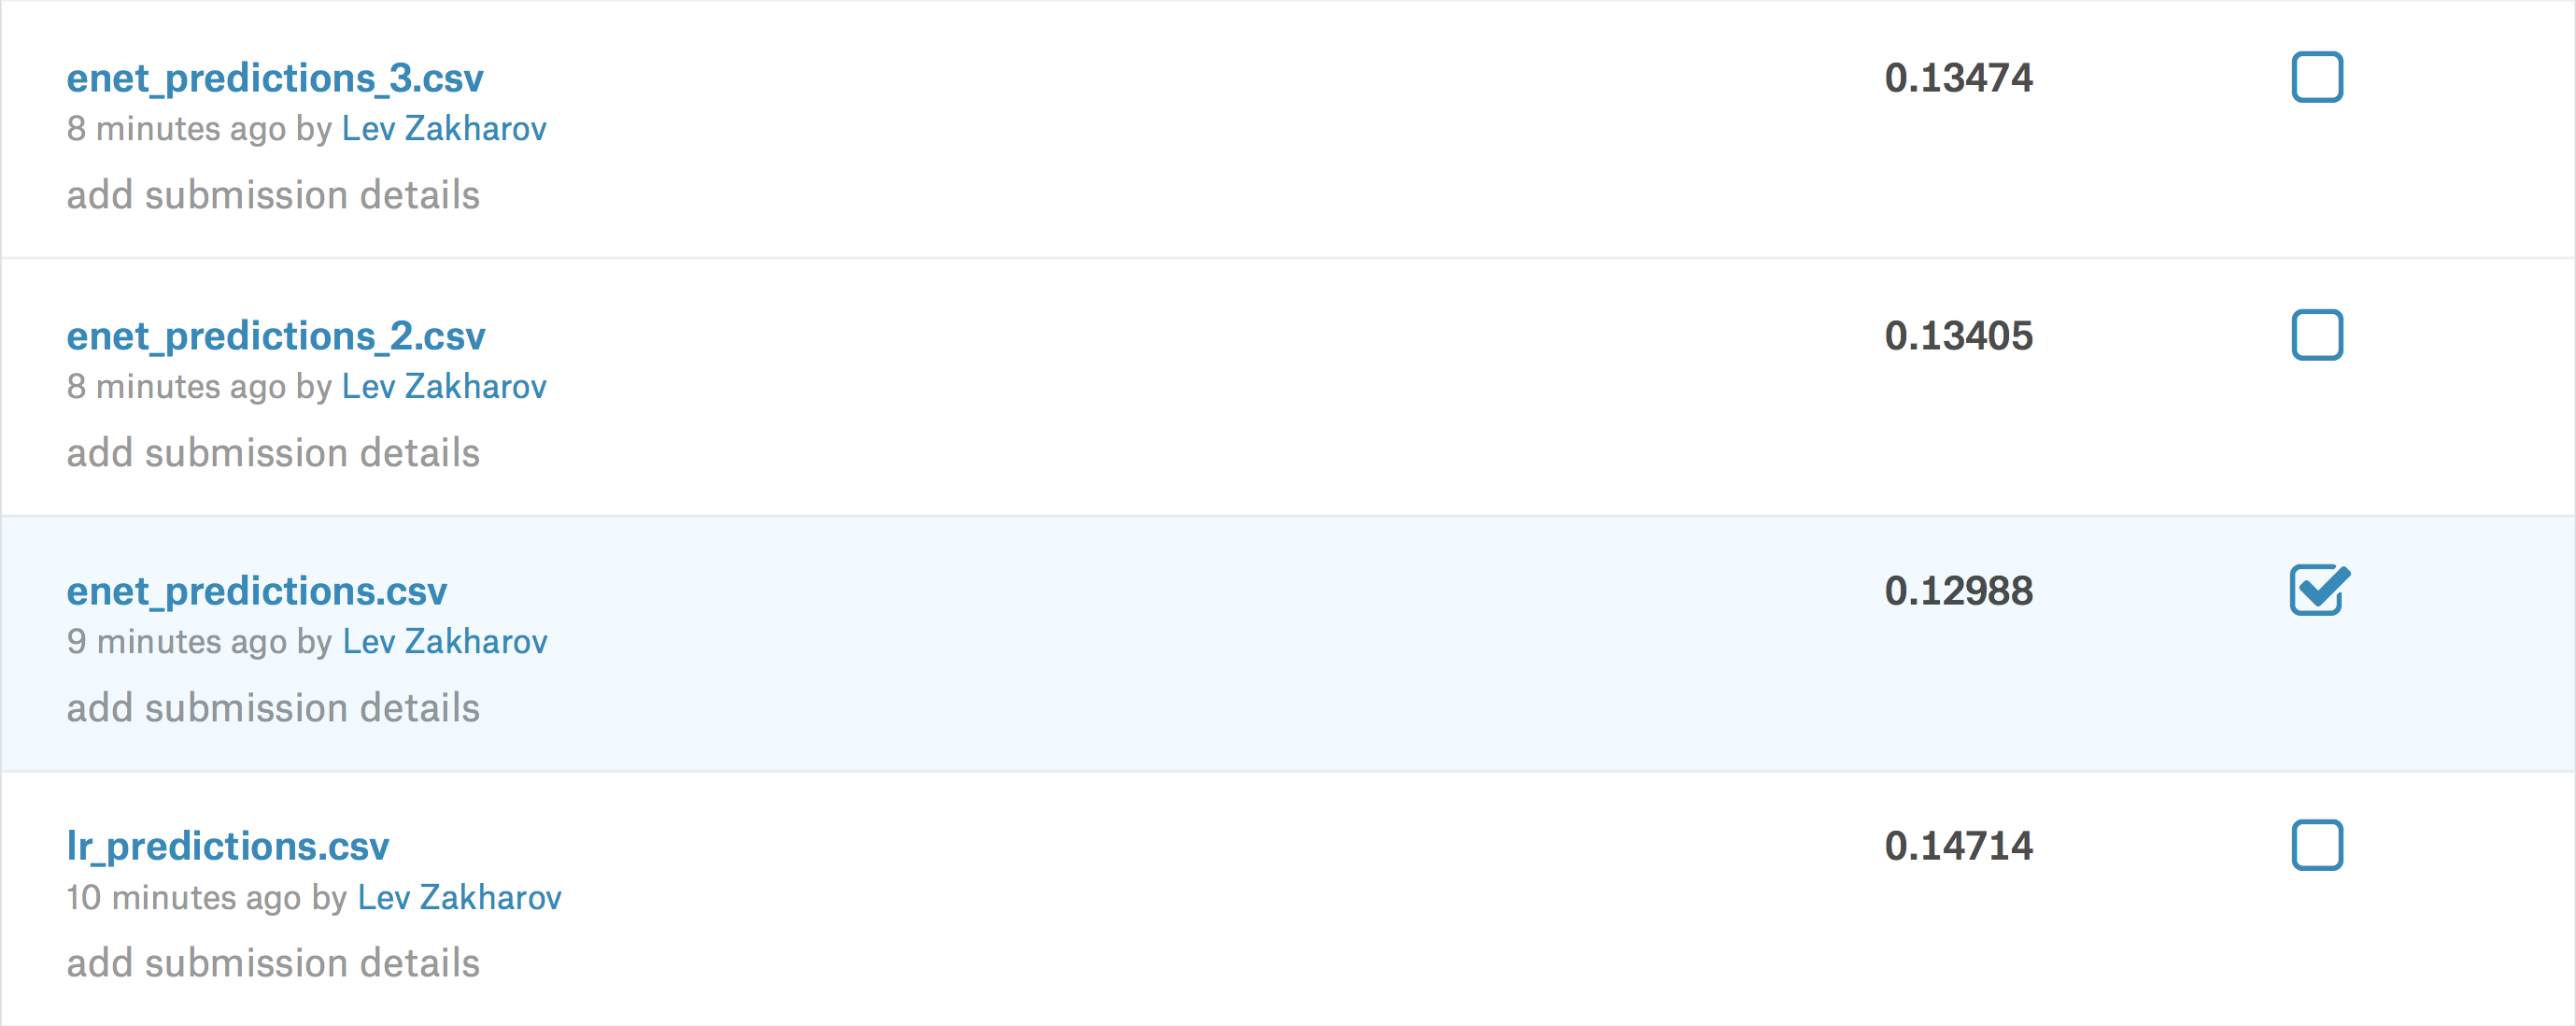 enet_predictions_3.csv 0.13474
8 minutes ago by Lev Zakharov
add submission details
enet_predictions_2.csv 0.13405
8 minutes ago by Lev Zakharov
add submission details
enet_predictions.csv 0.12988
9 minutes ago by Lev Zakharov
add submission details
lr_predictions.csv 0.14714
10 minutes ago by Lev Zakharov
add submission details